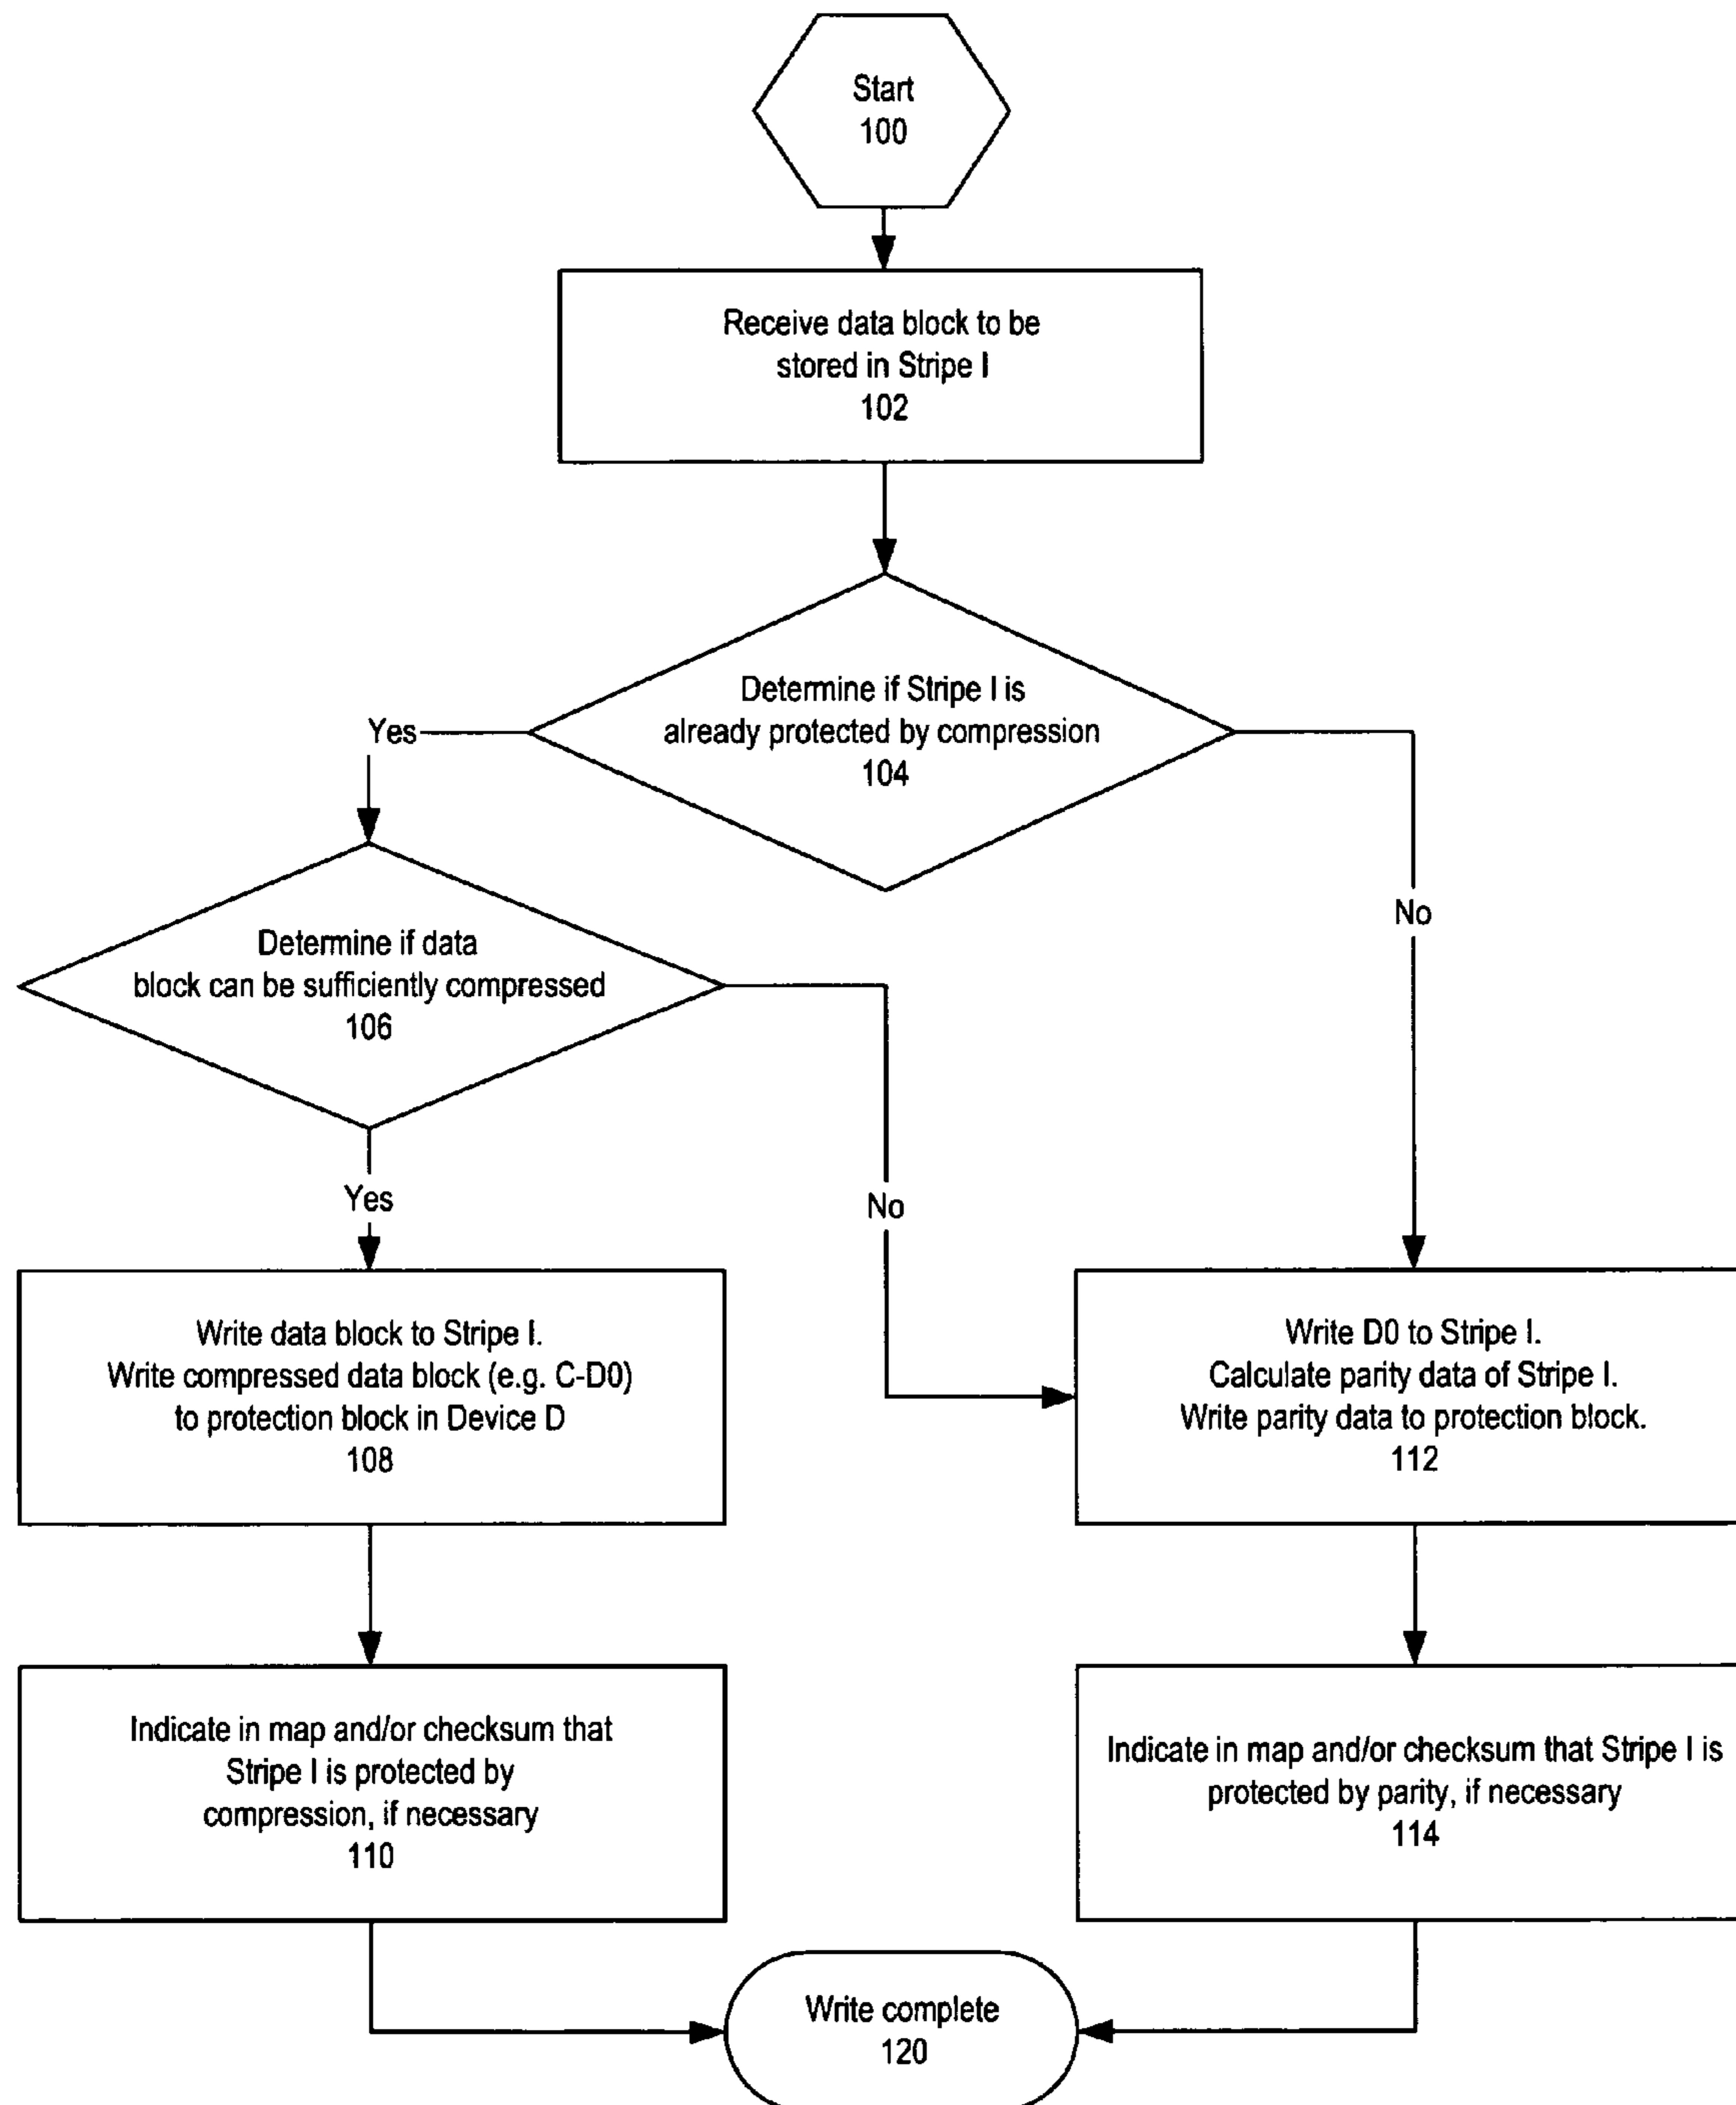 Start
100
Receive data block to be
stored in Stripe I
102
Determine if Stripe I is
already protected by compression
104
Yes
No
Determine if data
block can be sufficiently compressed
106
Yes
No
Write data block to Stripe I.
Write compressed data block (e.g. C-D0)
to protection block in Device D
108
Write D0 to Stripe I.
Calculate parity data of Stripe I.
Write parity data to protection block.
112
Indicate in map and/or checksum that
Stripe I is protected by
compression, if necessary
110
Indicate in map and/or checksum that Stripe I is
protected by parity, if necessary
114
Write complete
120